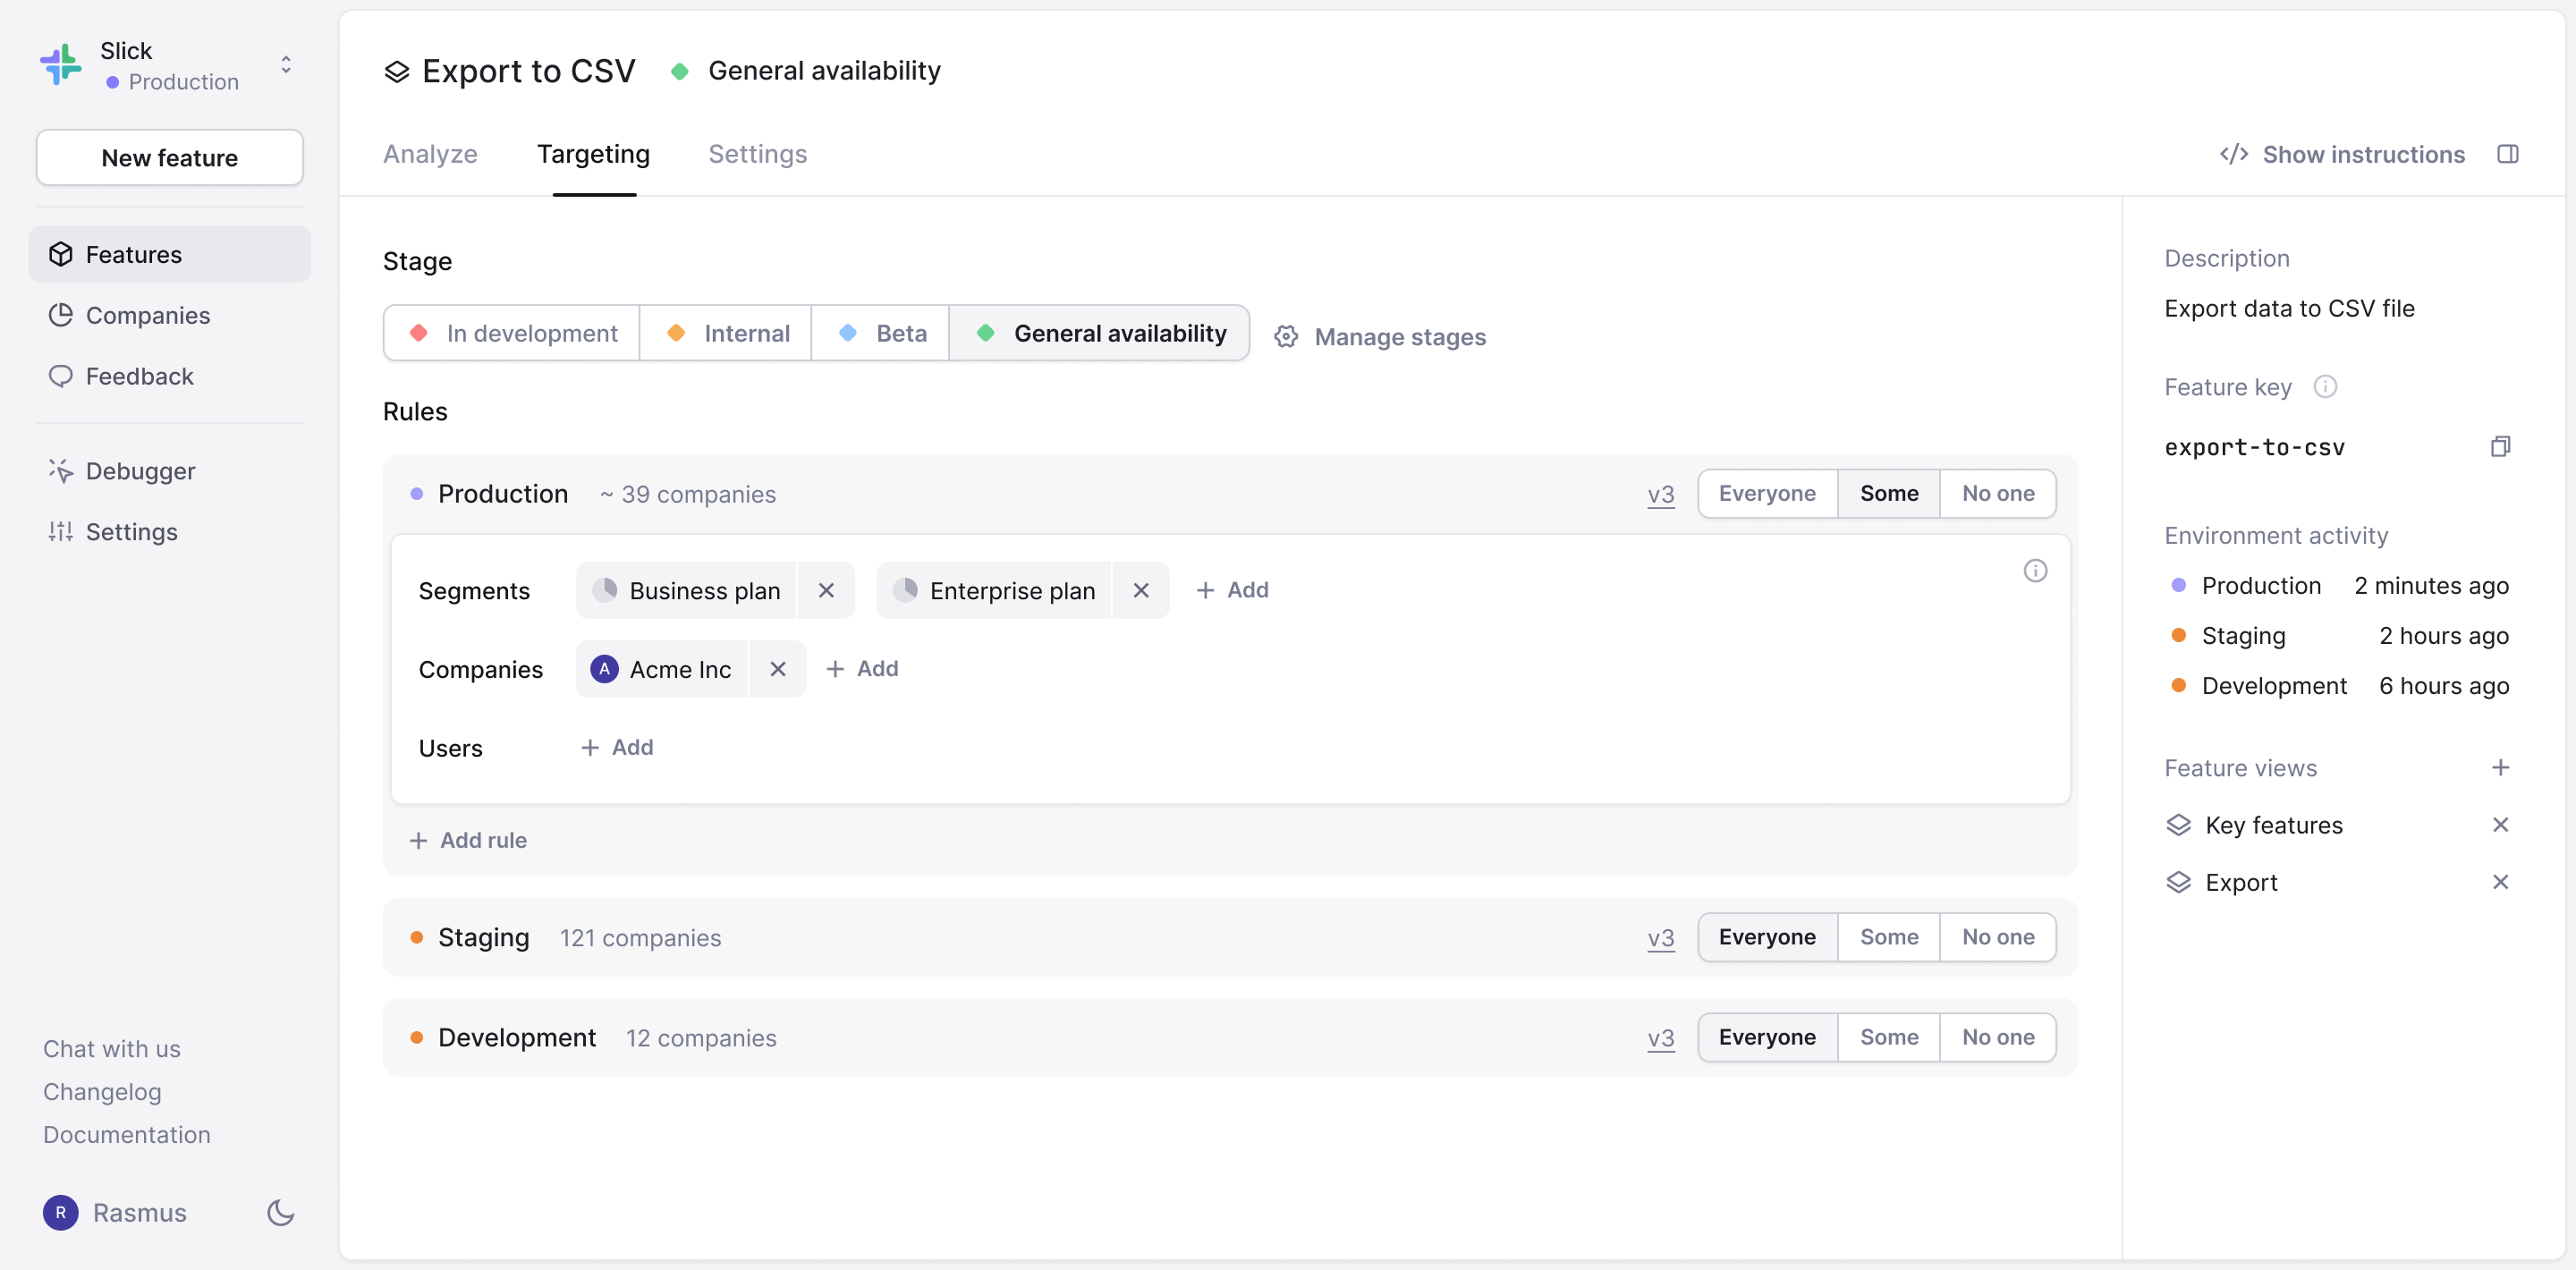 Slick
Production
New feature
Features
Companies
Feedback
Debugger
Settings
Chat with us
Changelog
Documentation
R Rasmus
Export to CSV General availability
Analyze Targeting Settings
</> Show instructions
Stage
In development Internal Beta General availability Manage stages
Rules
Production ~ 39 companies v3 Everyone Some No one
Segments Business plan Enterprise plan + Add
Companies A Acme Inc + Add
Users + Add
+ Add rule
Staging 121 companies v3 Everyone Some No one
Development 12 companies v3 Everyone Some No one
Description
Export data to CSV file
Feature key
export-to-csv
Environment activity
Production 2 minutes ago
Staging 2 hours ago
Development 6 hours ago
Feature views
Key features
Export